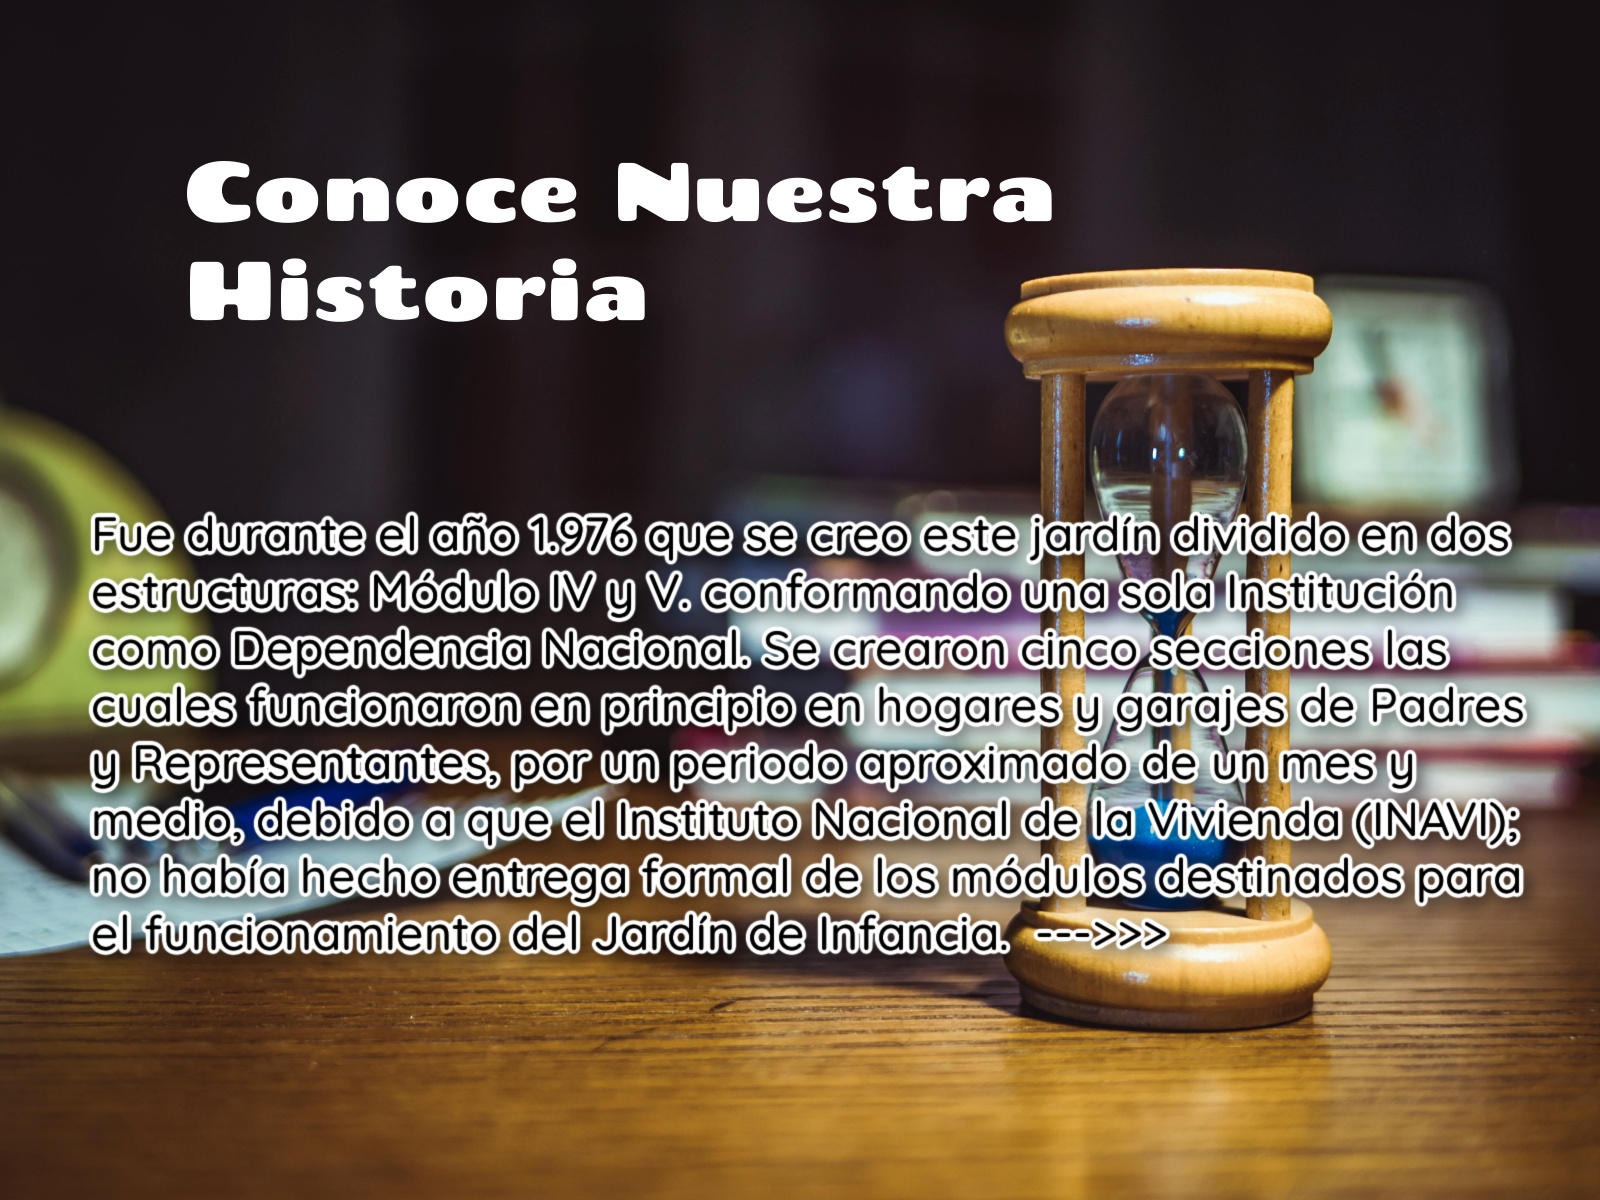 Conoce Nuestra
Historia
Fue durante el año 1.976 que se creo este jardín dividido en dos
estructuras: Módulo IV y V. conformando una sola Institución
como Dependencia Nacional. Se crearon cinco secciones las
cuales funcionaron en principio en hogares y garajes de Padres
y Representantes, por un periodo aproximado de un mes y
medio, debido a que el Instituto Nacional de la Vivienda (INAVI);
no había hecho entrega formal de los módulos destinados para
el funcionamiento del Jardín de Infancia. --->>>